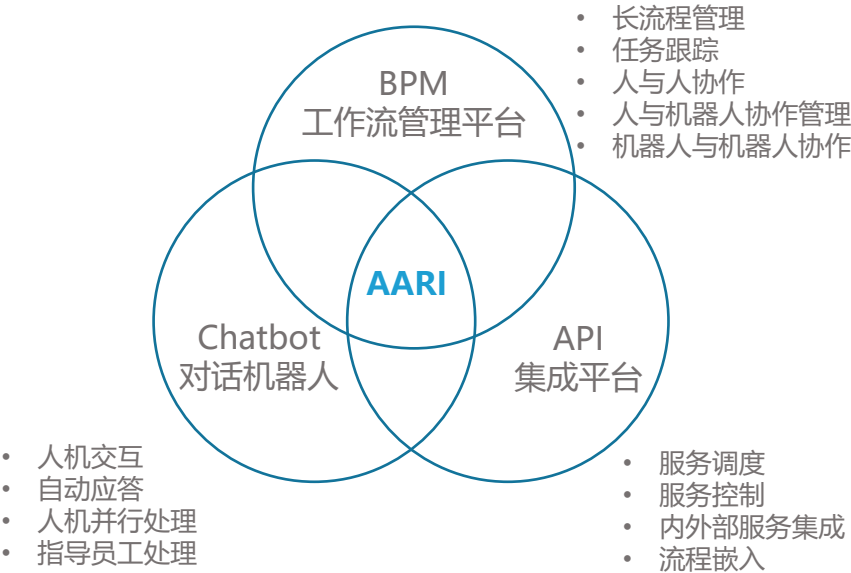 • 长流程管理
• 任务跟踪
• 人与人协作
• 人与机器人协作管理
• 机器人与机器人协作
BPM
工作流管理平台
AARI
Chatbot
对话机器人
API
集成平台
• 人机交互
• 自动应答
• 人机并行处理
• 指导员工处理
• 服务调度
• 服务控制
• 内外部服务集成
• 流程嵌入